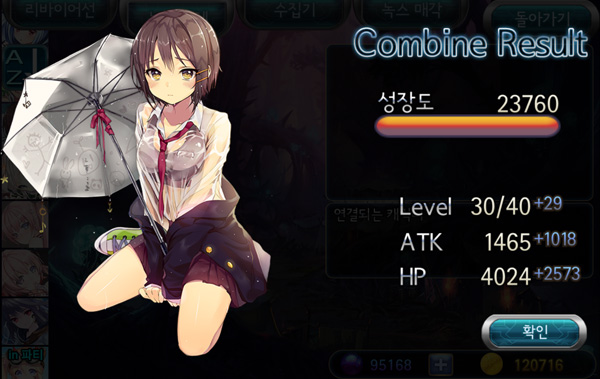 리바이어선
수집기
녹스 매각
돌아가기
Combine Result
A
Z
성장도 23760
연결되는 캐
Level 30/40 +29
ATK 1465 +1018
HP 4024 +2573
확인
in 파티
95168 +
120716